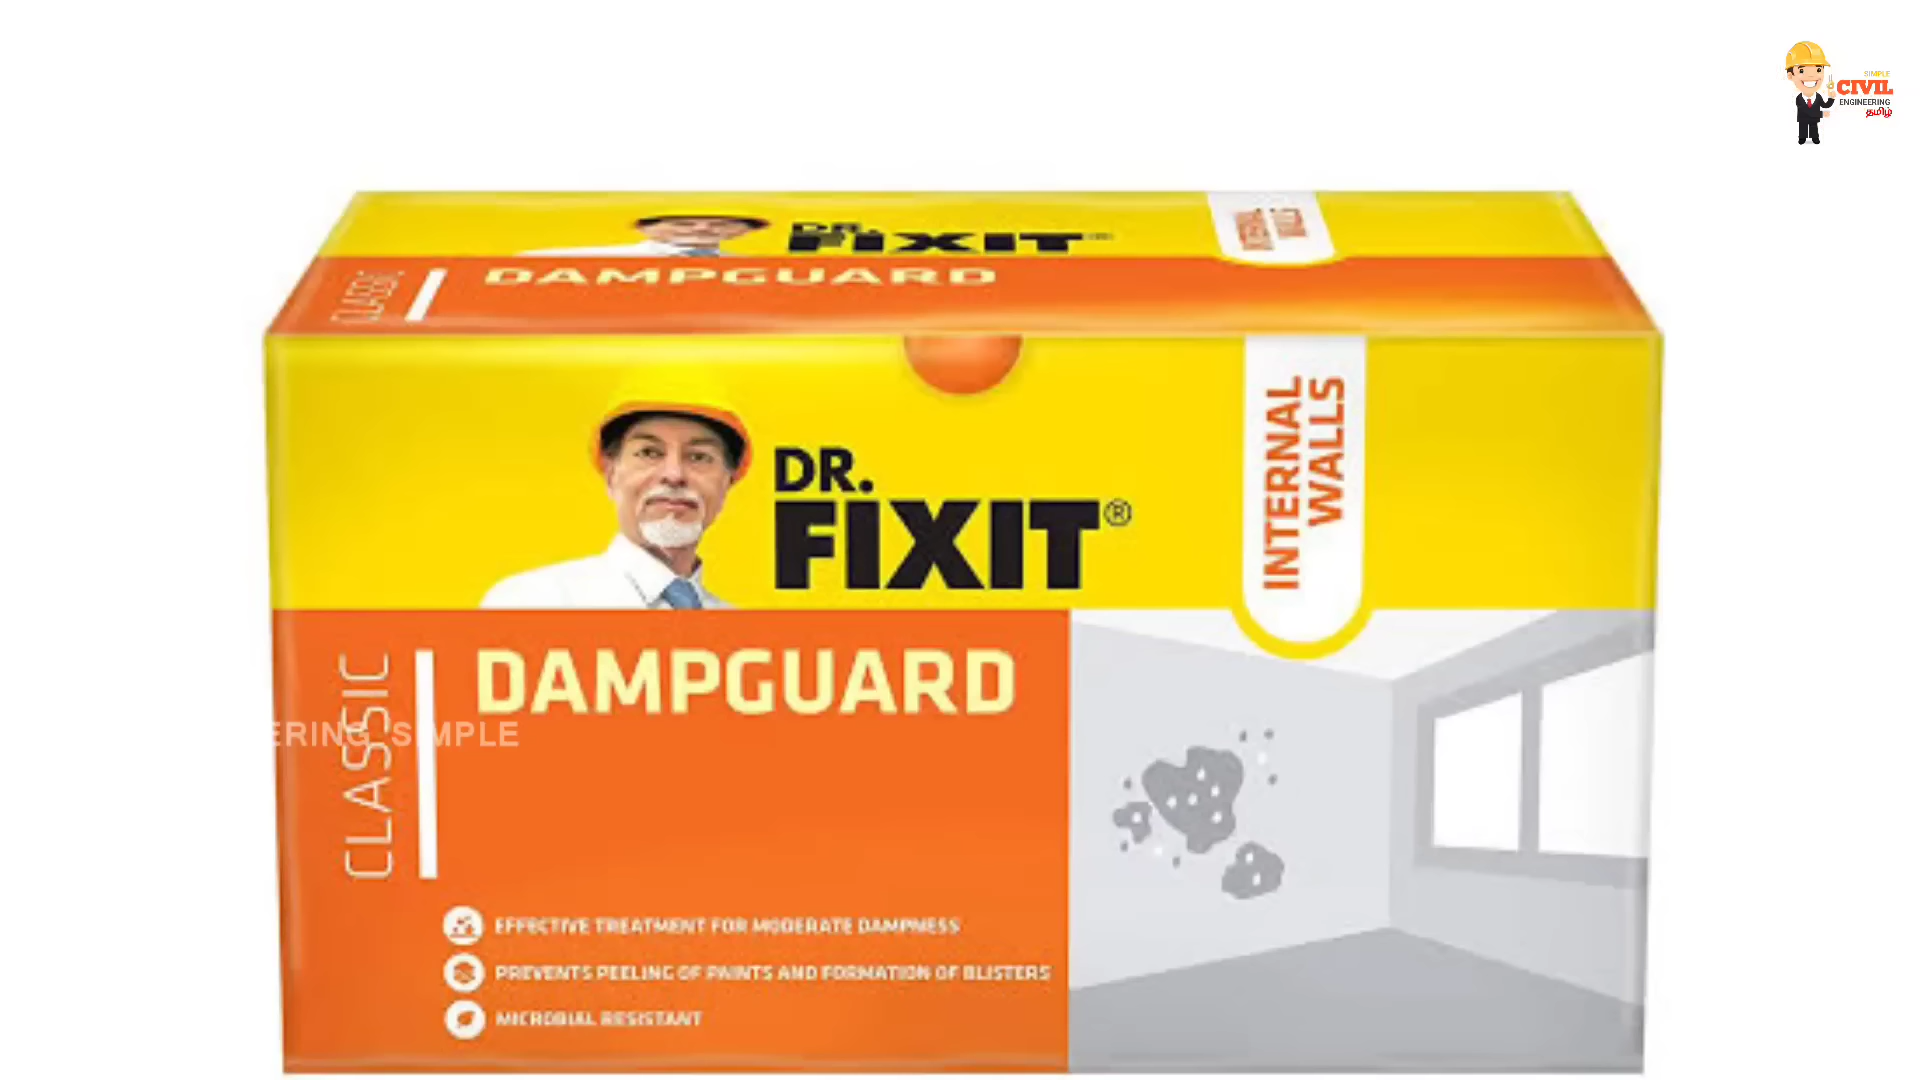 SIMPLE
CIVIL
ENGINEERING
தமிழ்
DR.
FIXIT
INTERNAL
WALLS
CLASSIC
DAMPGUARD
DR.
FIXIT®
INTERNAL
WALLS
CLASSIC
DAMPGUARD
ERING SIMPLE
EFFECTIVE TREATMENT FOR MODERATE DAMPNESS
PREVENTS PEELING OF PAINTS AND FORMATION OF BLISTERS
MICROBIAL RESISTANT